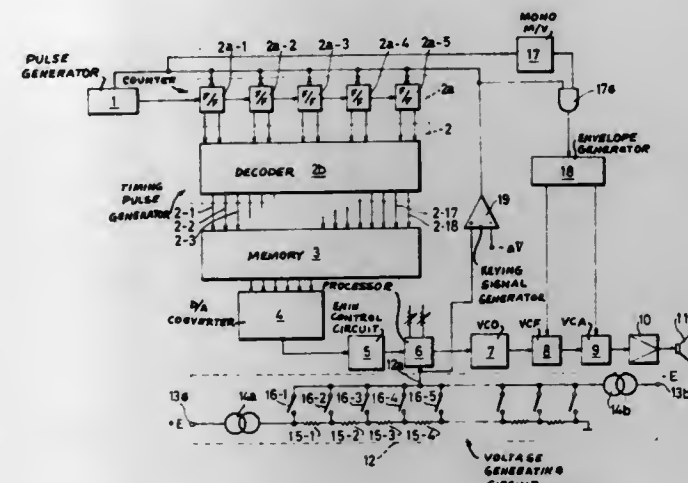 MONO
M/V
17
2a-1 2a-2 2a-3 2a-4 2a-5
PULSE
GENERATOR
COUNTER
1
F/F F/F F/F F/F F/F
2a
17a
2
ENVELOPE
GENERATOR
DECODER 2b
18
TIMING
PULSE
GENERATOR
2-1
2-2
2-3
2-17
2-18
19
-ΔV
MEMORY 3
KEYING
SIGNAL
GENERATOR
PROCESSOR
D/A
COVERTER
4
GAIN
CONTROL
CIRCUIT
5
6
VCO
7
VCF
8
VCA
9
10
11
12a
-E
13b
14b
13a
+E
14a
16-1 16-2 16-3 16-4 16-5
15-1 15-2 15-3 15-4
12
VOLTAGE
GENERATING
CIRCUIT